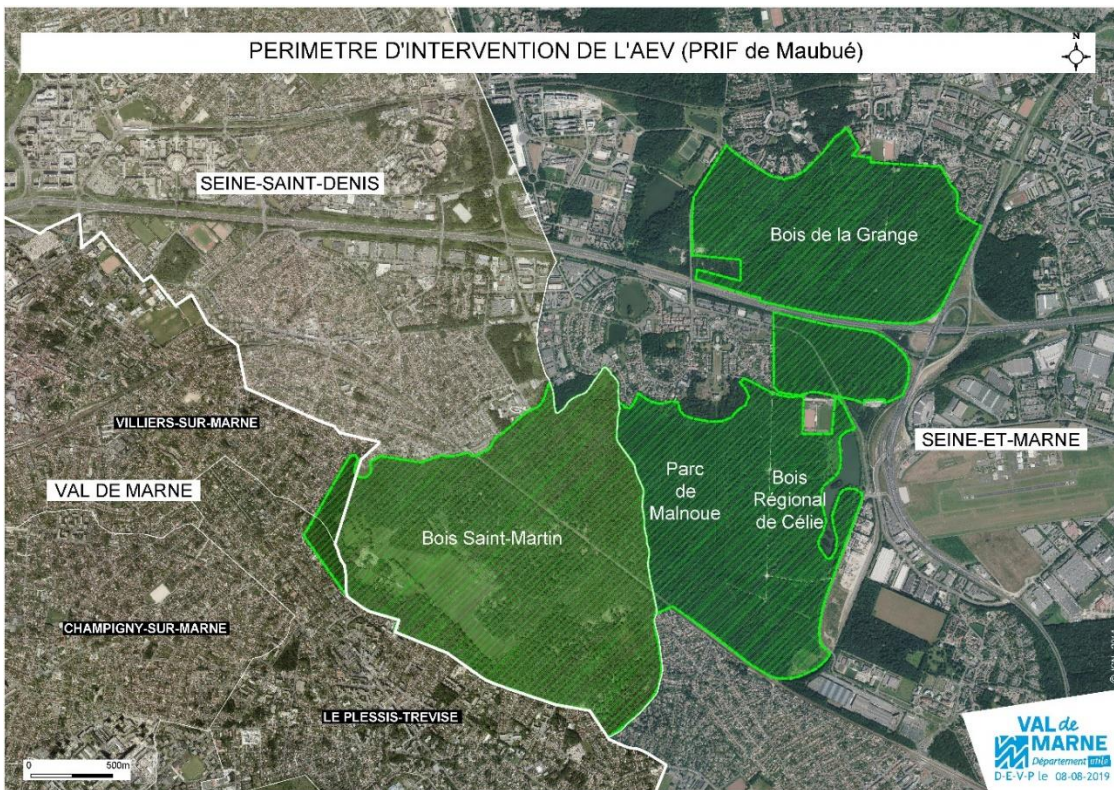 PERIMETRE D'INTERVENTION DE L'AEV (PRIF de Maubué)
N
SEINE-SAINT-DENIS
Bois de la Grange
VILLIERS-SUR-MARNE
SEINE-ET-MARNE
VAL DE MARNE
Parc
de
Malnoue
Bois
Régional
de Célie
Bois Saint-Martin
CHAMPIGNY-SUR-MARNE
LE PLESSIS-TREVISE
0 500m
VAL de
MARNE
Département utile
D-E-V-P le 08-08-2019